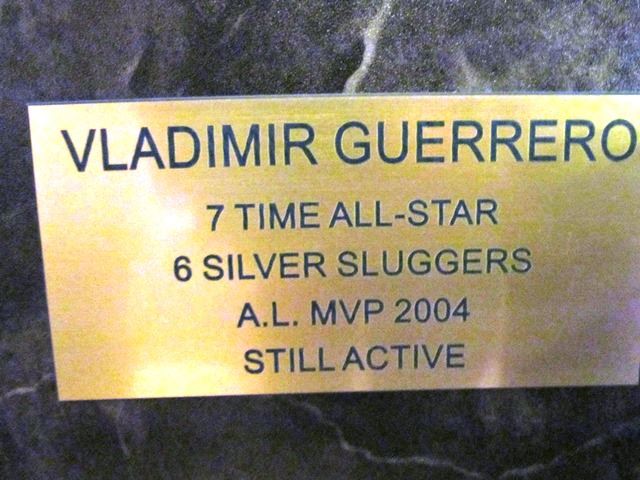 VLADIMIR GUERRERO
7 TIME ALL-STAR
6 SILVER SLUGGERS
A.L. MVP 2004
STILL ACTIVE